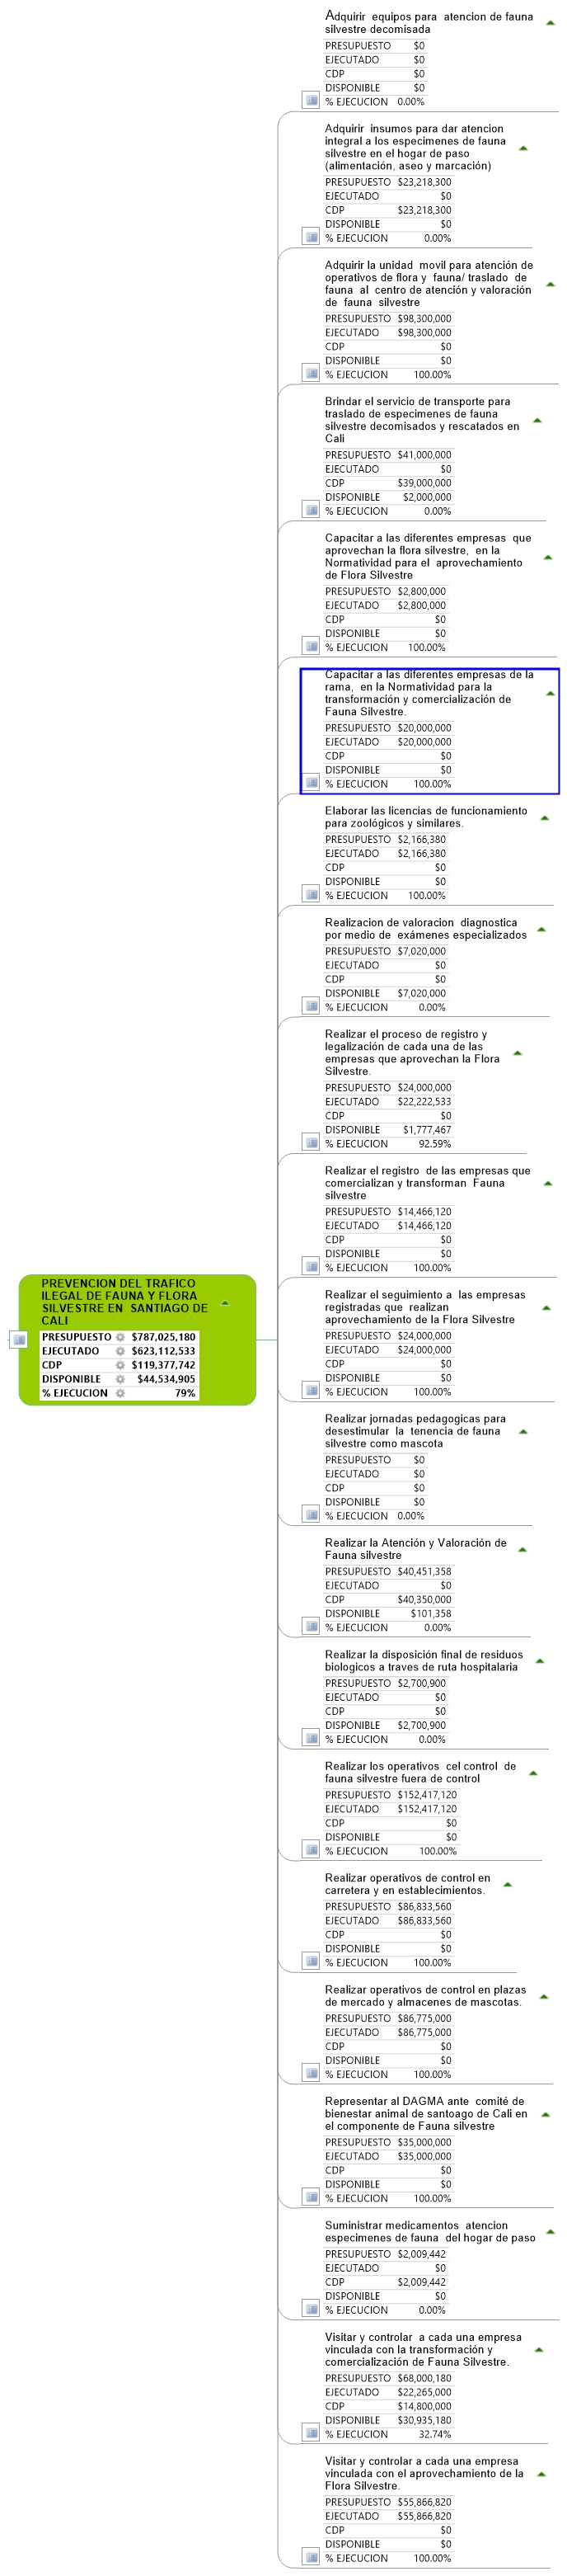 Adquirir equipos para atencion de fauna
silvestre decomisada
PRESUPUESTO $0
EJECUTADO $0
CDP $0
DISPONIBLE $0
% EJECUCION 0.00%
Adquirir insumos para dar atencion
integral a los especimenes de fauna
silvestre en el hogar de paso
(alimentación, aseo y marcación)
PRESUPUESTO $23,218,300
EJECUTADO $0
CDP $23,218,300
DISPONIBLE $0
% EJECUCION 0.00%
Adquirir la unidad movil para atención de
operativos de flora y fauna/ traslado de
fauna al centro de atención y valoración
de fauna silvestre
PRESUPUESTO $98,300,000
EJECUTADO $98,300,000
CDP $0
DISPONIBLE $0
% EJECUCION 100.00%
Brindar el servicio de transporte para
traslado de especimenes de fauna
silvestre decomisados y rescatados en
Cali
PRESUPUESTO $41,000,000
EJECUTADO $0
CDP $39,000,000
DISPONIBLE $2,000,000
% EJECUCION 0.00%
Capacitar a las diferentes empresas que
aprovechan la flora silvestre, en la
Normatividad para el aprovechamiento
de Flora Silvestre
PRESUPUESTO $2,800,000
EJECUTADO $2,800,000
CDP $0
DISPONIBLE $0
% EJECUCION 100.00%
Capacitar a las diferentes empresas de la
rama, en la Normatividad para la
transformación y comercialización de
Fauna Silvestre.
PRESUPUESTO $20,000,000
EJECUTADO $20,000,000
CDP $0
DISPONIBLE $0
% EJECUCION 100.00%
Elaborar las licencias de funcionamiento
para zoológicos y similares.
PRESUPUESTO $2,166,380
EJECUTADO $2,166,380
CDP $0
DISPONIBLE $0
% EJECUCION 100.00%
Realizacion de valoracion diagnostica
por medio de exámenes especializados
PRESUPUESTO $7,020,000
EJECUTADO $0
CDP $0
DISPONIBLE $7,020,000
% EJECUCION 0.00%
Realizar el proceso de registro y
legalización de cada una de las
empresas que aprovechan la Flora
Silvestre.
PRESUPUESTO $24,000,000
EJECUTADO $22,222,533
CDP $0
DISPONIBLE $1,777,467
% EJECUCION 92.59%
Realizar el registro de las empresas que
comercializan y transforman Fauna
silvestre
PRESUPUESTO $14,466,120
EJECUTADO $14,466,120
CDP $0
DISPONIBLE $0
% EJECUCION 100.00%
PREVENCION DEL TRAFICO
ILEGAL DE FAUNA Y FLORA
SILVESTRE EN SANTIAGO DE
CALI
PRESUPUESTO $787,025,180
EJECUTADO $623,112,533
CDP $119,377,742
DISPONIBLE $44,534,905
% EJECUCION 79%
Realizar el seguimiento a las empresas
registradas que realizan
aprovechamiento de la Flora Silvestre
PRESUPUESTO $24,000,000
EJECUTADO $24,000,000
CDP $0
DISPONIBLE $0
% EJECUCION 100.00%
Realizar jornadas pedagogicas para
desestimular la tenencia de fauna
silvestre como mascota
PRESUPUESTO $0
EJECUTADO $0
CDP $0
DISPONIBLE $0
% EJECUCION 0.00%
Realizar la Atención y Valoración de
Fauna silvestre
PRESUPUESTO $40,451,358
EJECUTADO $0
CDP $40,350,000
DISPONIBLE $101,358
% EJECUCION 0.00%
Realizar la disposición final de residuos
biologicos a traves de ruta hospitalaria
PRESUPUESTO $2,700,900
EJECUTADO $0
CDP $0
DISPONIBLE $2,700,900
% EJECUCION 0.00%
Realizar los operativos cel control de
fauna silvestre fuera de control
PRESUPUESTO $152,417,120
EJECUTADO $152,417,120
CDP $0
DISPONIBLE $0
% EJECUCION 100.00%
Realizar operativos de control en
carretera y en establecimientos.
PRESUPUESTO $86,833,560
EJECUTADO $86,833,560
CDP $0
DISPONIBLE $0
% EJECUCION 100.00%
Realizar operativos de control en plazas
de mercado y almacenes de mascotas.
PRESUPUESTO $86,775,000
EJECUTADO $86,775,000
CDP $0
DISPONIBLE $0
% EJECUCION 100.00%
Representar al DAGMA ante comité de
bienestar animal de santoago de Cali en
el componente de Fauna silvestre
PRESUPUESTO $35,000,000
EJECUTADO $35,000,000
CDP $0
DISPONIBLE $0
% EJECUCION 100.00%
Suministrar medicamentos atencion
especimenes de fauna del hogar de paso
PRESUPUESTO $2,009,442
EJECUTADO $0
CDP $2,009,442
DISPONIBLE $0
% EJECUCION 0.00%
Visitar y controlar a cada una empresa
vinculada con la transformación y
comercialización de Fauna Silvestre.
PRESUPUESTO $68,000,180
EJECUTADO $22,265,000
CDP $14,800,000
DISPONIBLE $30,935,180
% EJECUCION 32.74%
Visitar y controlar a cada una empresa
vinculada con el aprovechamiento de la
Flora Silvestre.
PRESUPUESTO $55,866,820
EJECUTADO $55,866,820
CDP $0
DISPONIBLE $0
% EJECUCION 100.00%